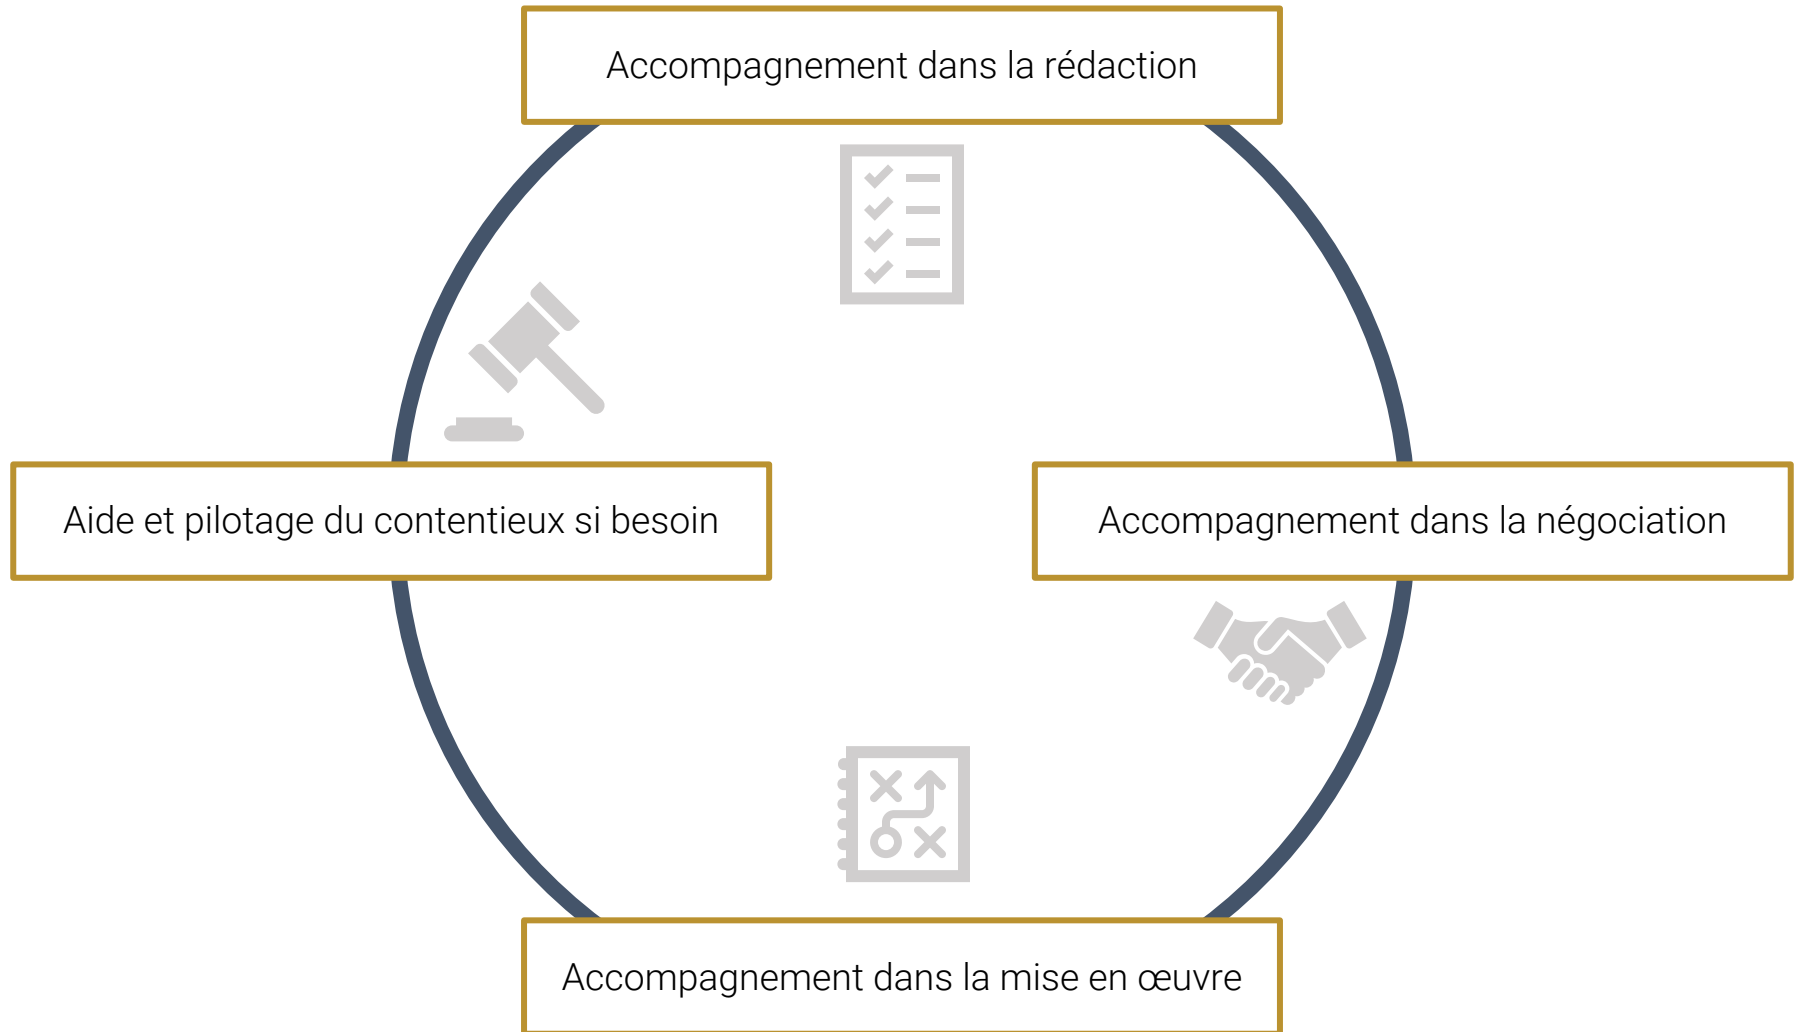 Accompagnement dans la rédaction
Aide et pilotage du contentieux si besoin
Accompagnement dans la négociation
Accompagnement dans la mise en œuvre